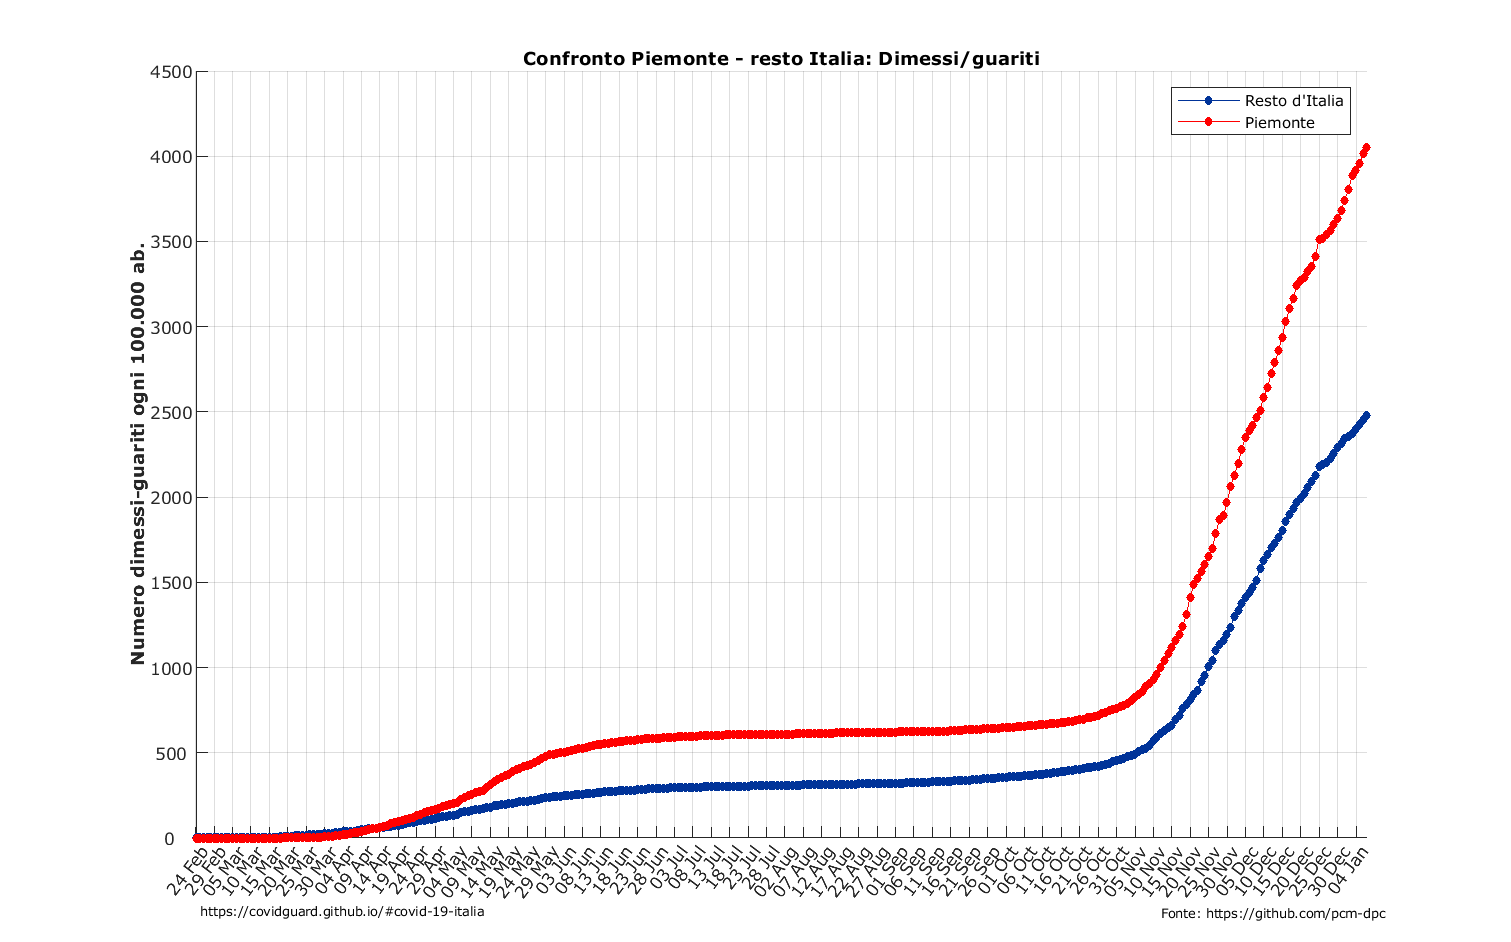 Confronto Piemonte - resto Italia: Dimessi/guariti
Resto d'Italia
Piemonte
Numero dimessi-guariti ogni 100.000 ab.
4500
4000
3500
3000
2500
2000
1500
1000
500
0
24 Feb
29 Feb
05 Mar
10 Mar
15 Mar
20 Mar
25 Mar
30 Mar
04 Apr
09 Apr
14 Apr
19 Apr
24 Apr
29 Apr
04 May
09 May
14 May
19 May
24 May
29 May
03 Jun
08 Jun
13 Jun
18 Jun
23 Jun
28 Jun
03 Jul
08 Jul
13 Jul
18 Jul
23 Jul
28 Jul
02 Aug
07 Aug
12 Aug
17 Aug
22 Aug
27 Aug
01 Sep
06 Sep
11 Sep
16 Sep
21 Sep
26 Sep
01 Oct
06 Oct
11 Oct
16 Oct
21 Oct
26 Oct
31 Oct
05 Nov
10 Nov
15 Nov
20 Nov
25 Nov
30 Nov
05 Dec
10 Dec
15 Dec
20 Dec
25 Dec
30 Dec
04 Jan
https://covidguard.github.io/#covid-19-italia
Fonte: https://github.com/pcm-dpc